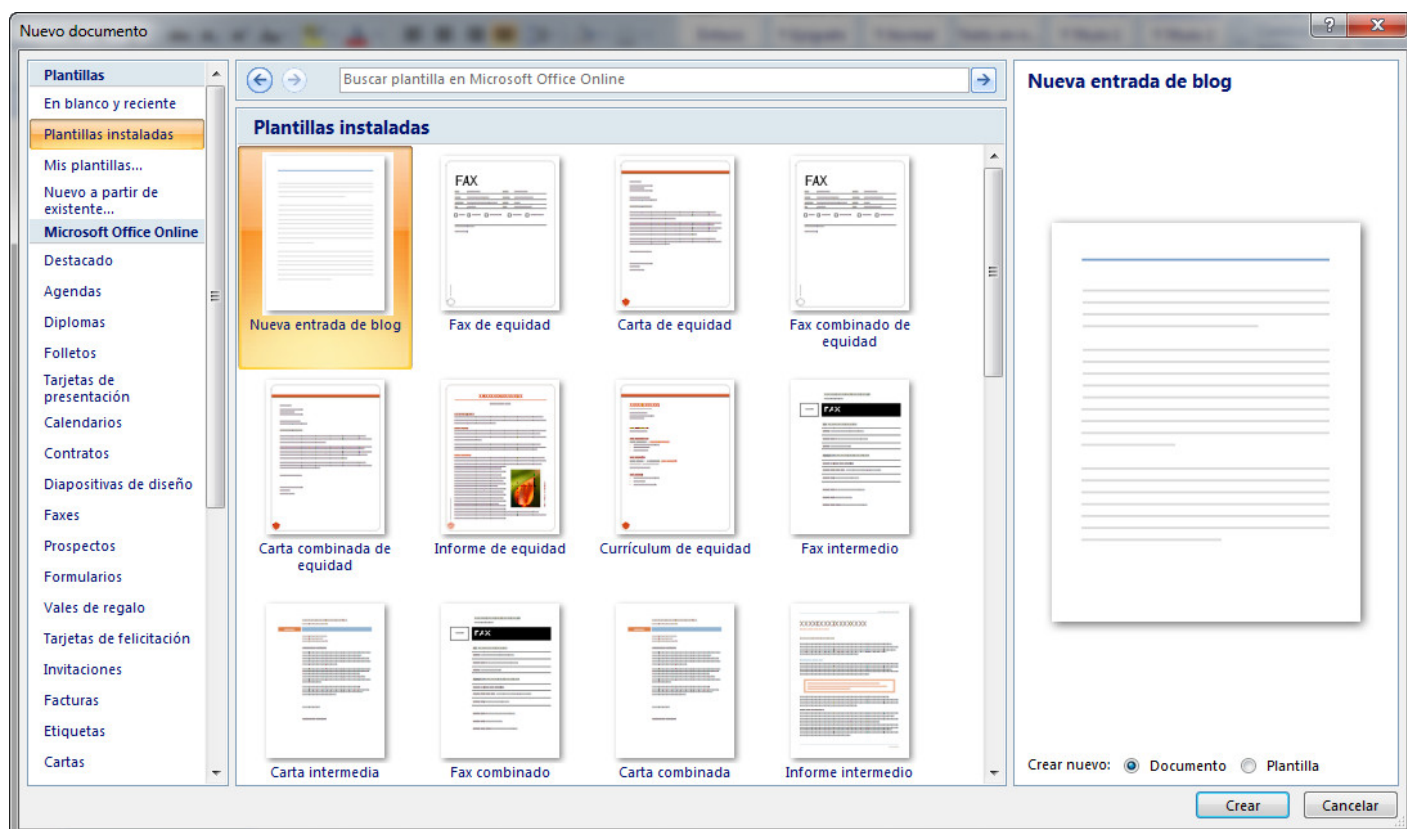 Nuevo documento
Plantillas
En blanco y reciente
Plantillas instaladas
Mis plantillas...
Nuevo a partir de
existente...
Microsoft Office Online
Destacado
Agendas
Diplomas
Folletos
Tarjetas de
presentación
Calendarios
Contratos
Diapositivas de diseño
Faxes
Prospectos
Formularios
Vales de regalo
Tarjetas de felicitación
Invitaciones
Facturas
Etiquetas
Cartas
Buscar plantilla en Microsoft Office Online
Plantillas instaladas
FAX
FAX
Nueva entrada de blog
Fax de equidad
Carta de equidad
Fax combinado de
equidad
FAX
Carta combinada de
equidad
Informe de equidad
Currículum de equidad
Fax intermedio
FAX
Carta intermedia
Fax combinado
Carta combinada
Informe intermedio
Nueva entrada de blog
Crear nuevo: Documento Plantilla
Crear Cancelar